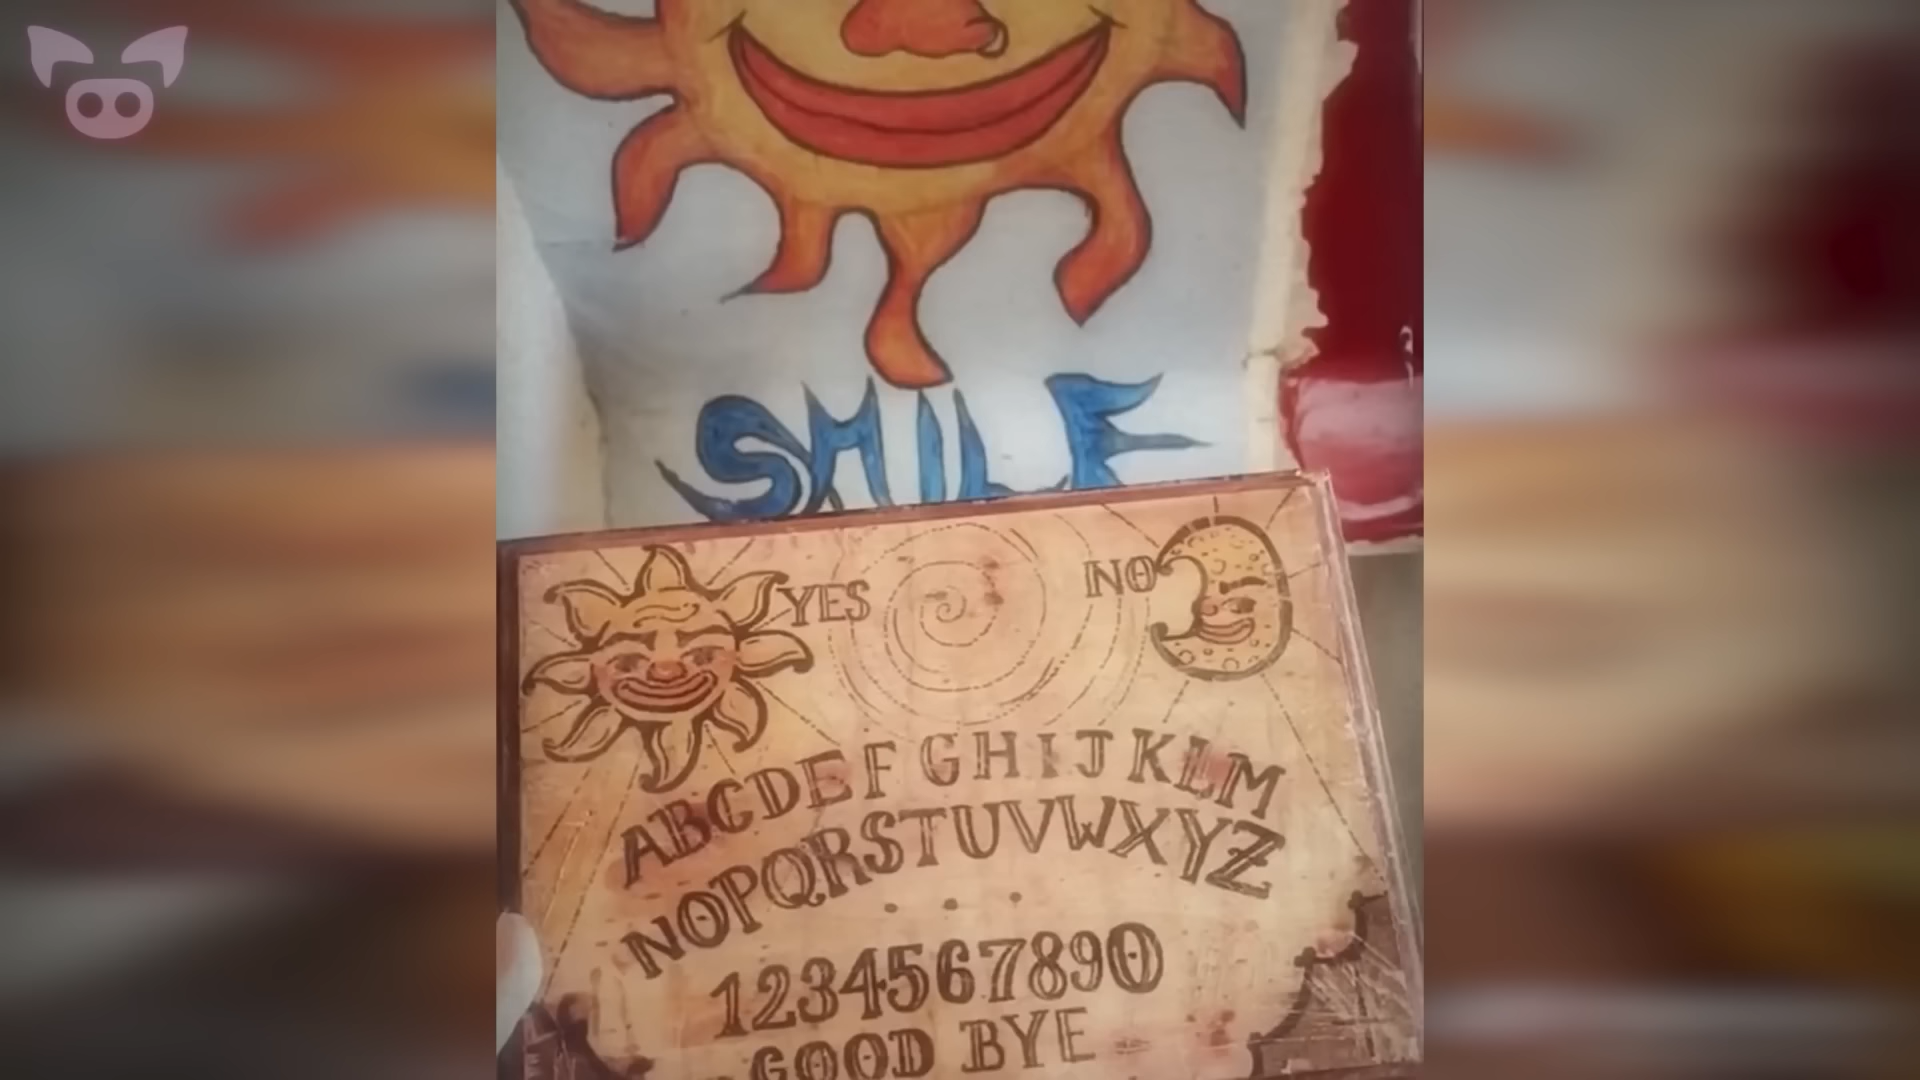 SMILE
YES NO
ABCDEFGHIJKLM
NOPQRSTUVWXYZ
1234567890
GOOD BYE